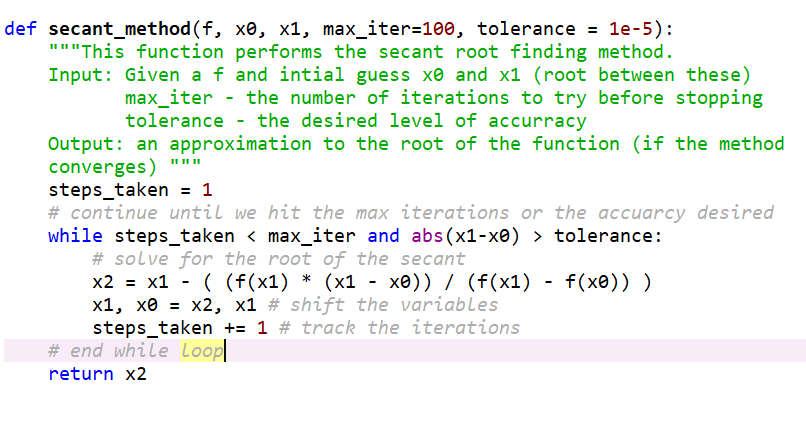 def secant_method(f, x0, x1, max_iter=100, tolerance = 1e-5):
    """This function performs the secant root finding method.
    Input: Given a f and intial guess x0 and x1 (root between these)
           max_iter - the number of iterations to try before stopping
           tolerance - the desired level of accurracy
    Output: an approximation to the root of the function (if the method
    converges) """
    steps_taken = 1
    # continue until we hit the max iterations or the accuarcy desired
    while steps_taken < max_iter and abs(x1-x0) > tolerance:
        # solve for the root of the secant
        x2 = x1 - ( (f(x1) * (x1 - x0)) / (f(x1) - f(x0)) )
        x1, x0 = x2, x1 # shift the variables
        steps_taken += 1 # track the iterations
    # end while loop
    return x2